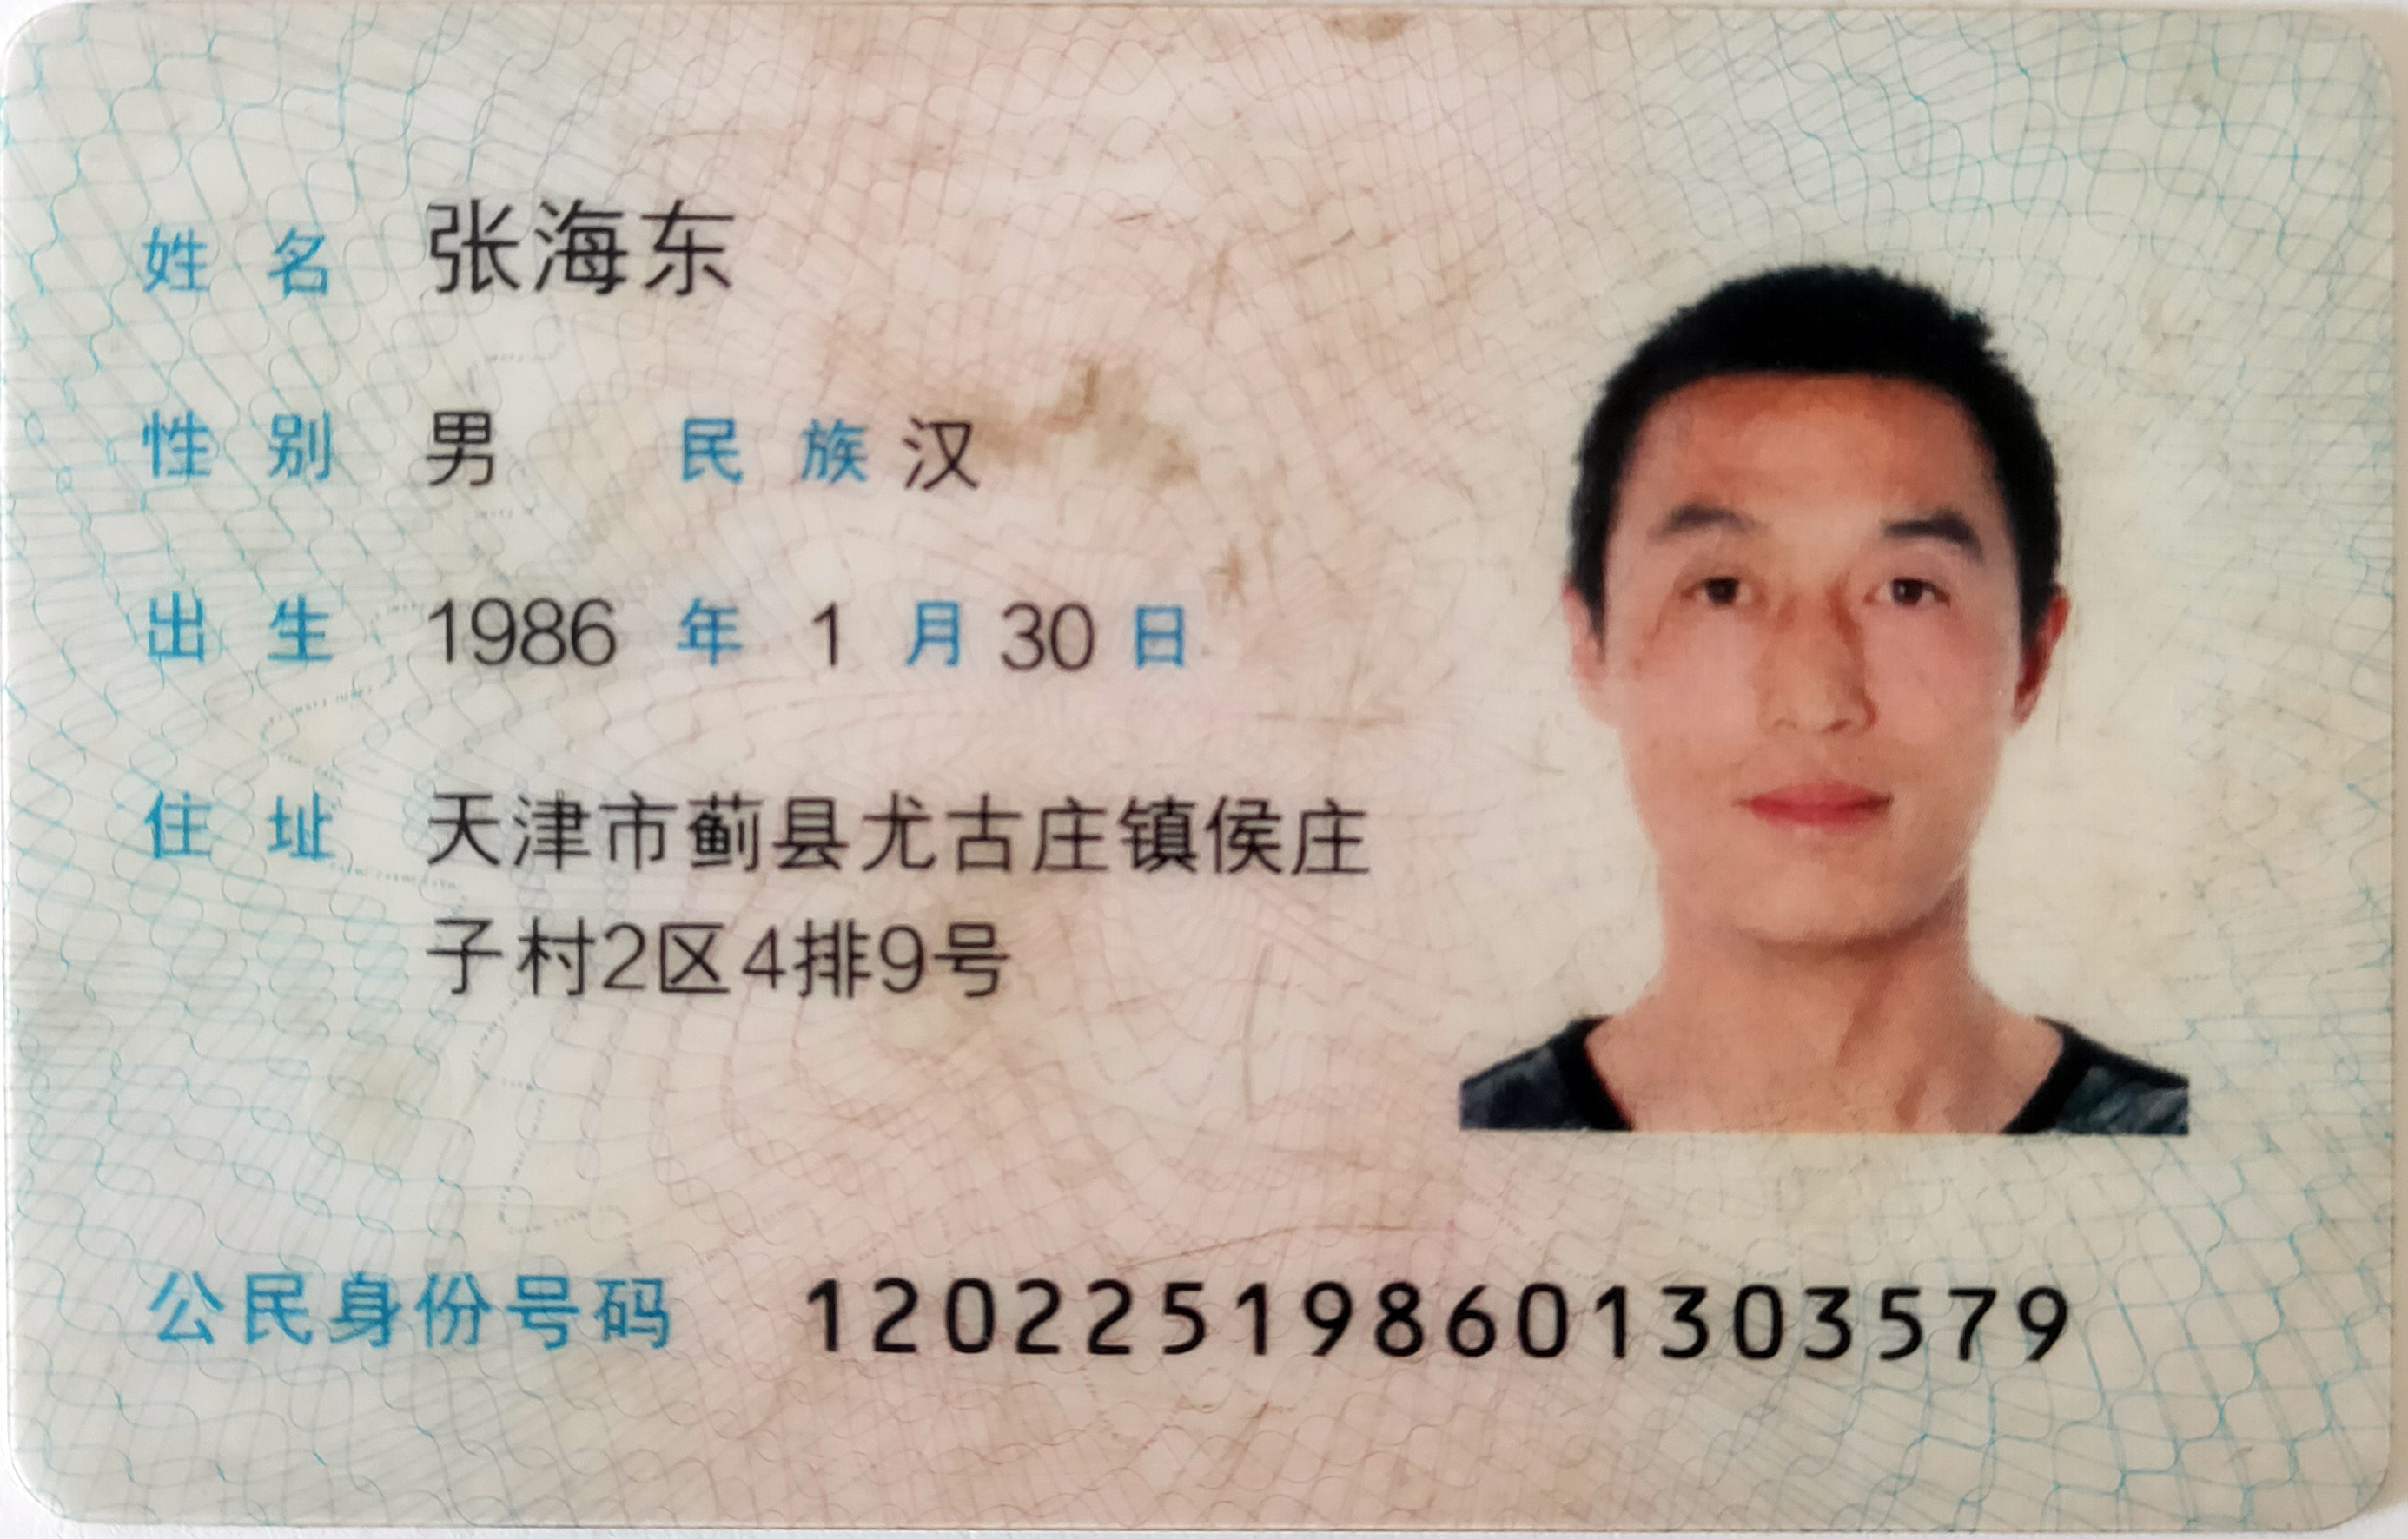 姓名 张海东
性别 男 民族 汉
出生 1986 年 1 月 30 日
住址 天津市蓟县尤古庄镇侯庄
子村2区4排9号
公民身份号码 120225198601303579